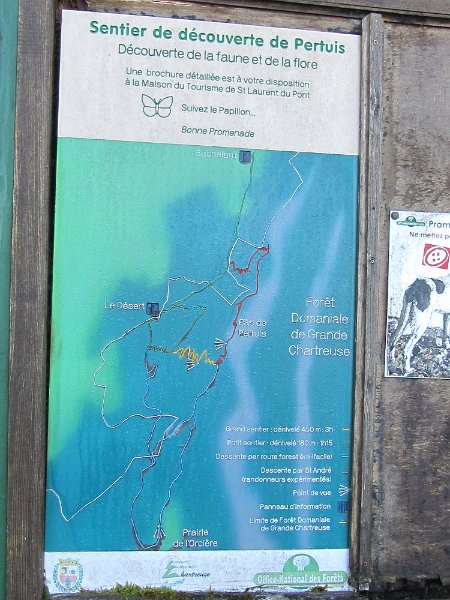 Sentier de découverte de Pertuis
Découverte de la faune et de la flore
Une brochure détaillée est à votre disposition
à la Maison du Tourisme de St Laurent du Pont
Suivez le Papillon...
Bonne Promenade
Le Désert
Pas de
Pertuis
Forêt
Domaniale
de Grande
Chartreuse
Grand sentier : dénivelé 450 m : 3h
Petit sentier : dénivelé 180 m : 1h15
Descente par route forestière (facile)
Descente par St André
(randonneurs expérimentés)
Point de vue
Panneau d'information
Limite de Forêt Domaniale
de Grande Chartreuse
Prairie
de l'Orcière
Chartreuse
Office National des Forêts
Prom
Ne mettez p